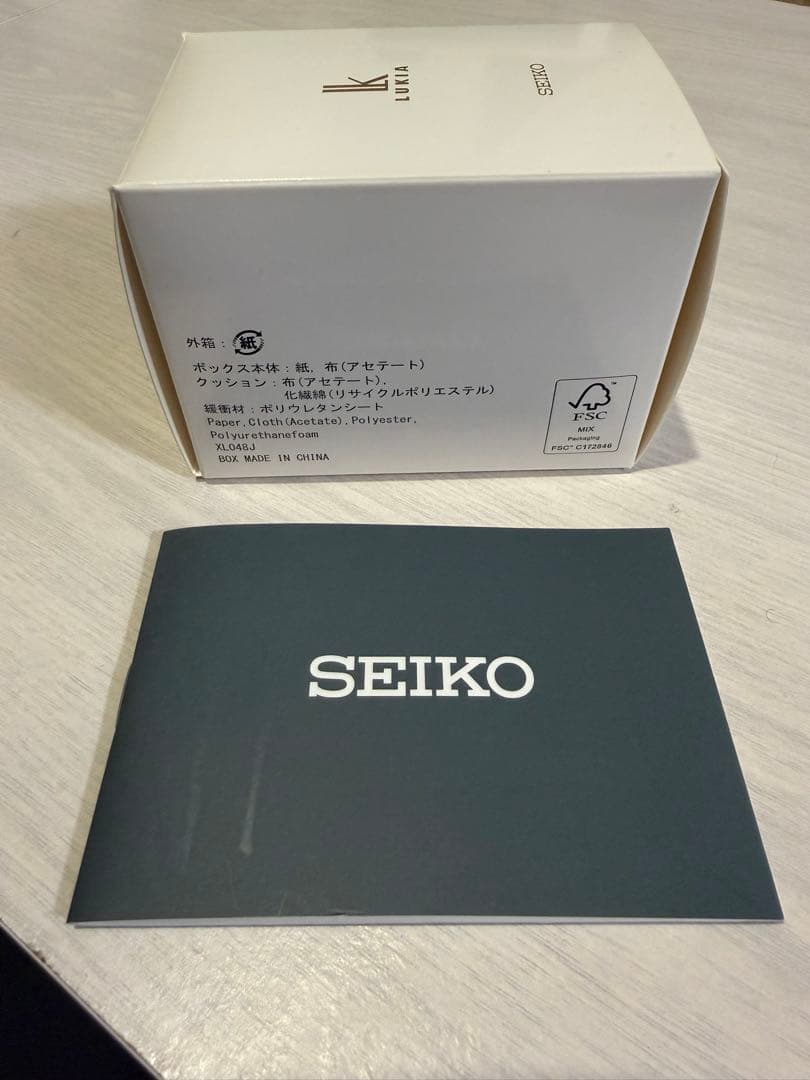 lk
LUKIA
SEIKO
外箱：紙
ボックス本体：紙，布(アセテート)
クッション：布(アセテート)，
化繊綿(リサイクルポリエステル)
緩衝材：ポリウレタンシート
Paper,Cloth(Acetate),Polyester,
Polyurethanefoam
XL048J
BOX MADE IN CHINA
FSC
MIX
Packaging
FSC™ C172846
SEIKO